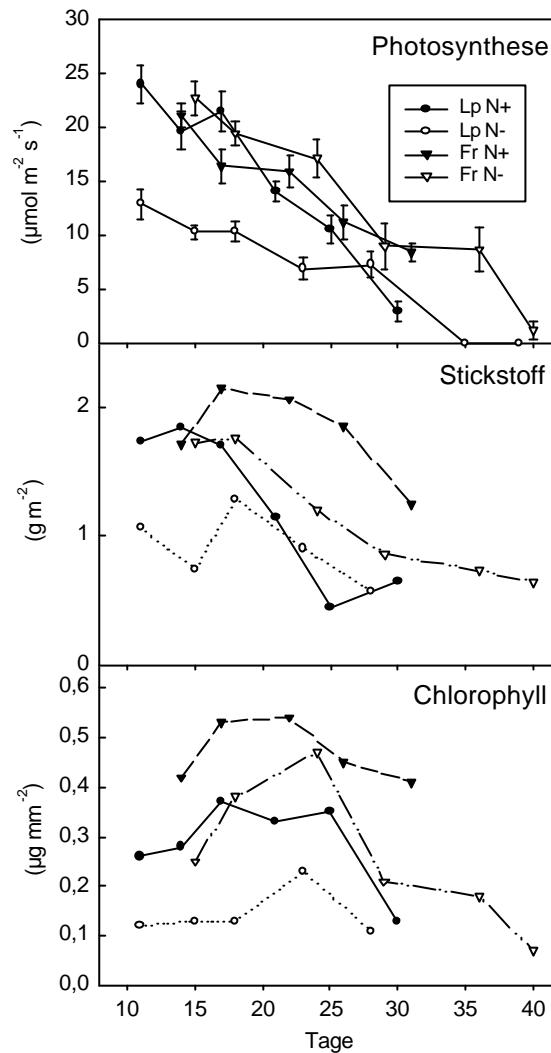 Photosynthese
30
25
20
15
10
5
0
(µmol m⁻² s⁻¹)
Lp N+
Lp N-
Fr N+
Fr N-
Stickstoff
2
1
0
(g m⁻²)
Chlorophyll
0,6
0,5
0,4
0,3
0,2
0,1
0,0
(µg mm⁻²)
10 15 20 25 30 35 40
Tage